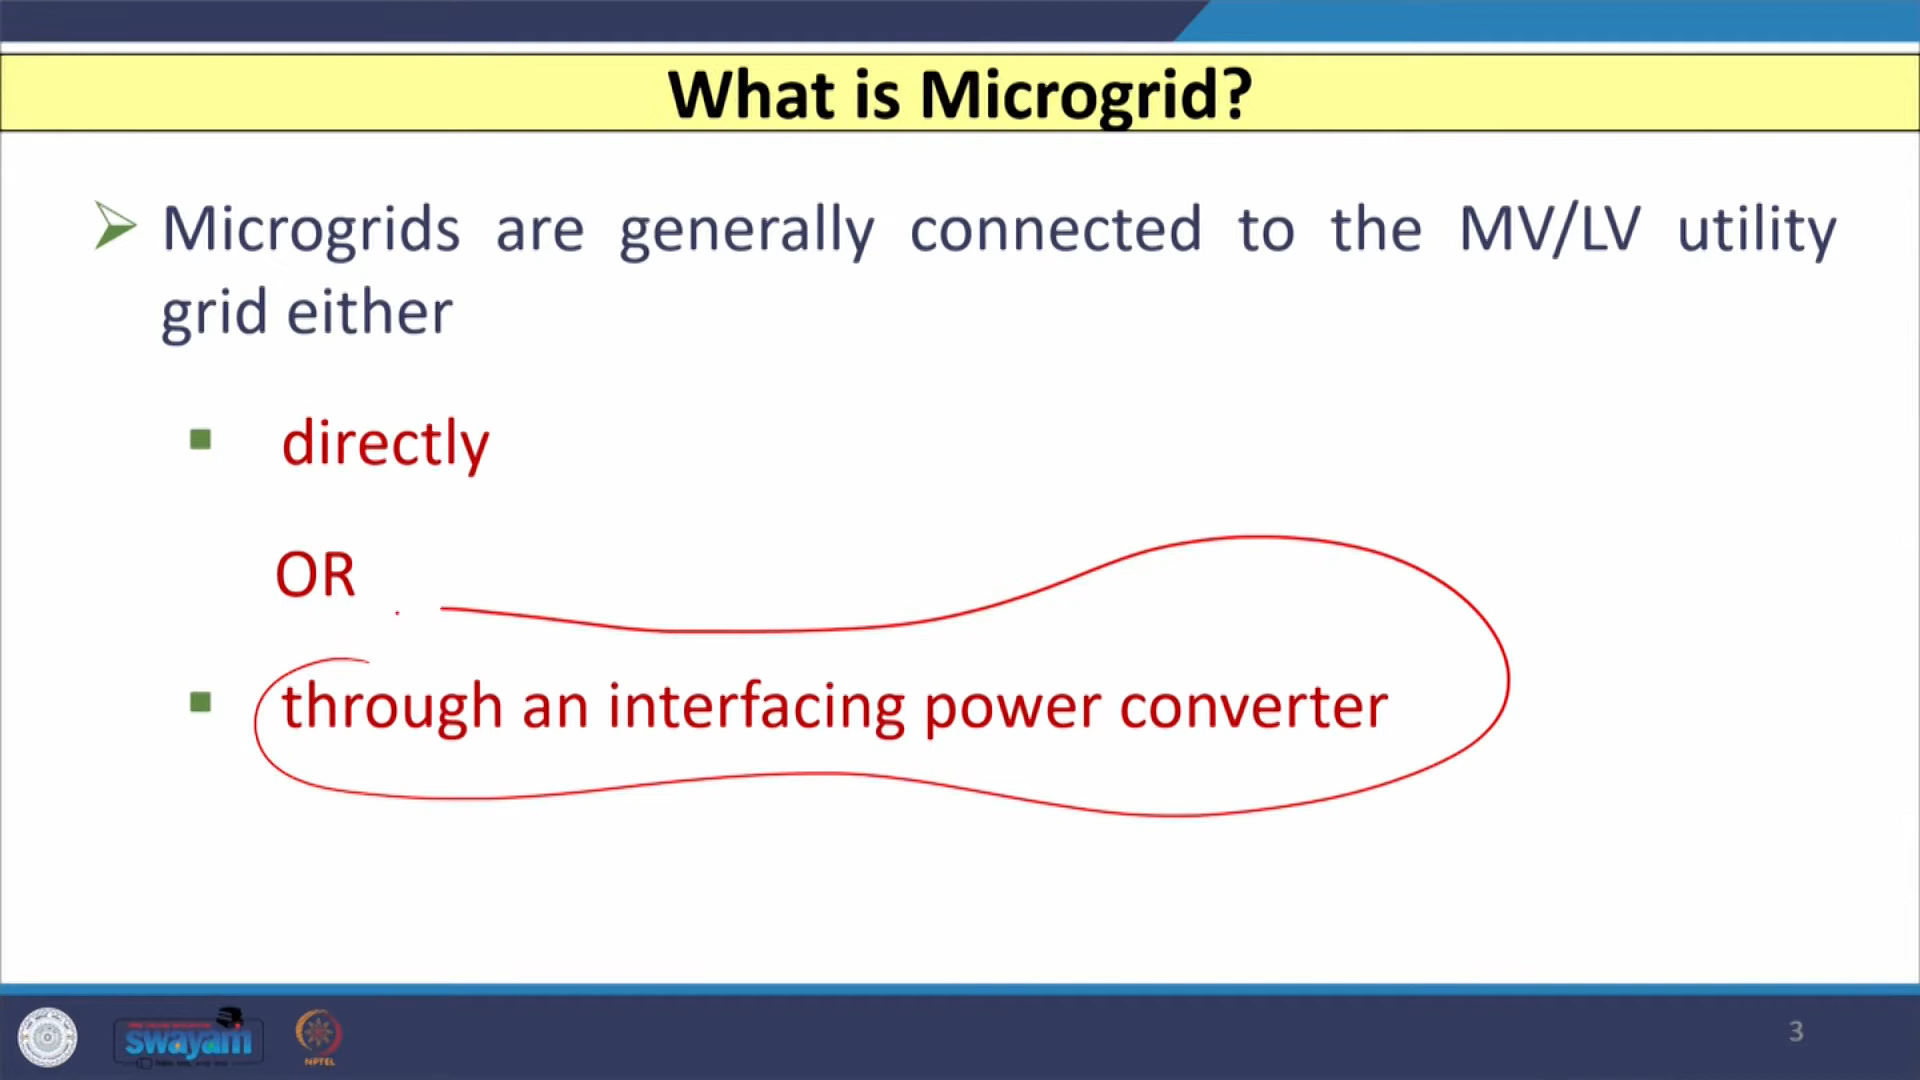 What is Microgrid?
Microgrids are generally connected to the MV/LV utility
grid either
directly
OR
through an interfacing power converter
swayam
NPTEL
3